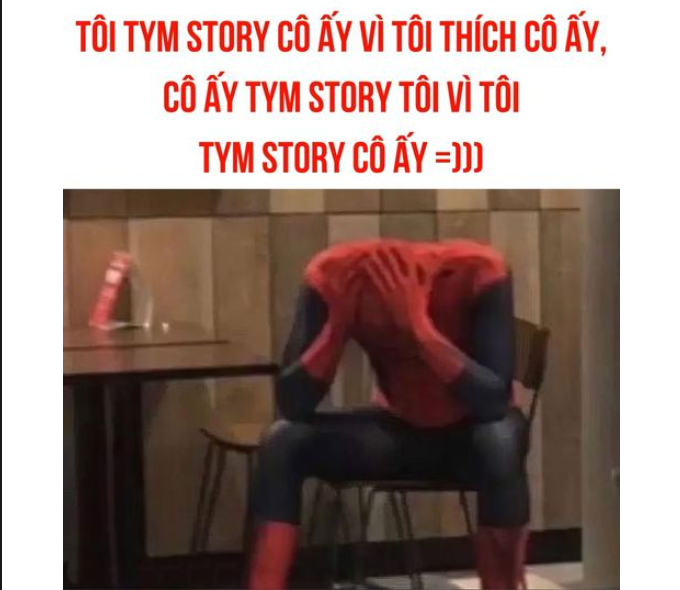 TÔI TYM STORY CÔ ẤY VÌ TÔI THÍCH CÔ ẤY,
CÔ ẤY TYM STORY TÔI VÌ TÔI
TYM STORY CÔ ẤY =)))